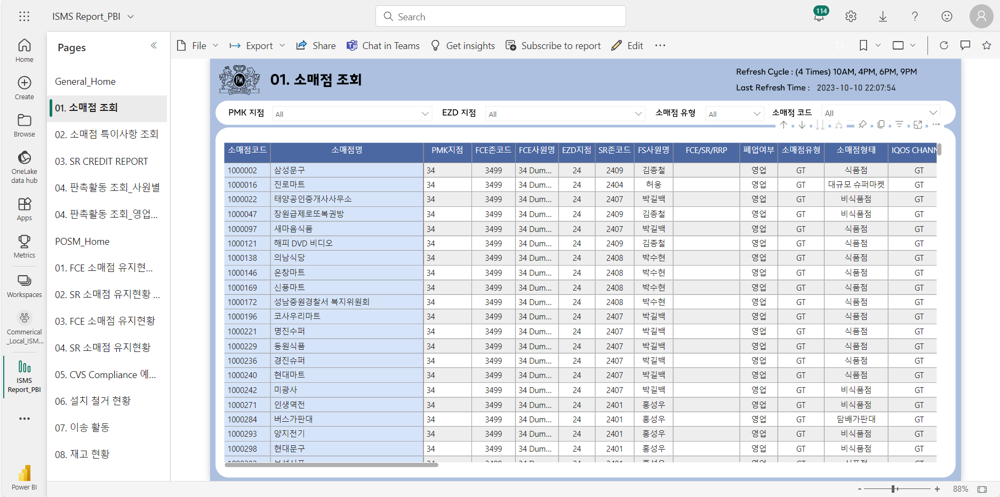 ISMS Report_PBI
Search
114
Home
Create
Browse
OneLake
data hub
Apps
Metrics
Workspaces
Commerical
_Local_ISM...
ISMS
Report_PBI
Power BI
Pages
General_Home
01. 소매점 조회
02. 소매점 특이사항 조회
03. SR CREDIT REPORT
04. 판촉활동 조회_사원별
04. 판촉활동 조회_영업...
POSM_Home
01. FCE 소매점 유지현...
02. SR 소매점 유지현황 ...
03. FCE 소매점 유지현황
04. SR 소매점 유지현황
05. CVS Compliance 예...
06. 설치 철거 현황
07. 이송 활동
08. 재고 현황
File Export Share Chat in Teams Get insights Subscribe to report Edit
PM
01. 소매점 조회
Refresh Cycle : (4 Times) 10AM, 4PM, 6PM, 9PM
Last Refresh Time : 2023-10-10 22:07:54
PMK 지점 All EZD 지점 All 소매점 유형 All 소매점 코드 All
소매점코드 소매점명 PMK지점 FCE존코드 FCE사원명 EZD지점 SR존코드 FS사원명 FCE/SR/RRP 폐업여부 소매점유형 소매점형태 IQOS CHANN
1000002 삼성문구 34 3499 34 Dum... 24 2409 김종철 영업 GT 식품점 GT
1000016 진로마트 34 3499 34 Dum... 24 2404 허웅 영업 GT 대규모 슈퍼마켓 GT
1000022 태양공인중개사사무소 34 3499 34 Dum... 24 2407 박길백 영업 GT 비식품점 GT
1000047 장원급제로또복권방 34 3499 34 Dum... 24 2409 김종철 영업 GT 비식품점 GT
1000097 새마음식품 34 3499 34 Dum... 24 2407 박길백 영업 GT 식품점 GT
1000121 해피 DVD 비디오 34 3499 34 Dum... 24 2409 김종철 영업 GT 식품점 GT
1000138 의남식당 34 3499 34 Dum... 24 2408 박수현 영업 GT 식품점 GT
1000146 은창마트 34 3499 34 Dum... 24 2408 박수현 영업 GT 식품점 GT
1000169 신풍마트 34 3499 34 Dum... 24 2408 박수현 영업 GT 식품점 GT
1000172 성남중원경찰서 복지위원회 34 3499 34 Dum... 24 2408 박수현 영업 GT 식품점 GT
1000196 코사우리마트 34 3499 34 Dum... 24 2407 박길백 영업 GT 식품점 GT
1000221 명진수퍼 34 3499 34 Dum... 24 2407 박길백 영업 GT 식품점 GT
1000229 동원식품 34 3499 34 Dum... 24 2407 박길백 영업 GT 식품점 GT
1000236 경진슈퍼 34 3499 34 Dum... 24 2407 박길백 영업 GT 식품점 GT
1000240 현대마트 34 3499 34 Dum... 24 2407 박길백 영업 GT 식품점 GT
1000242 미광사 34 3499 34 Dum... 24 2407 박길백 영업 GT 비식품점 GT
1000271 인생역전 34 3499 34 Dum... 24 2401 홍성우 영업 GT 비식품점 GT
1000284 버스가판대 34 3499 34 Dum... 24 2401 홍성우 영업 GT 담배가판대 GT
1000293 양지전기 34 3499 34 Dum... 24 2401 홍성우 영업 GT 비식품점 GT
1000298 현대문구 34 3499 34 Dum... 24 2401 홍성우 영업 GT 비식품점 GT
88%